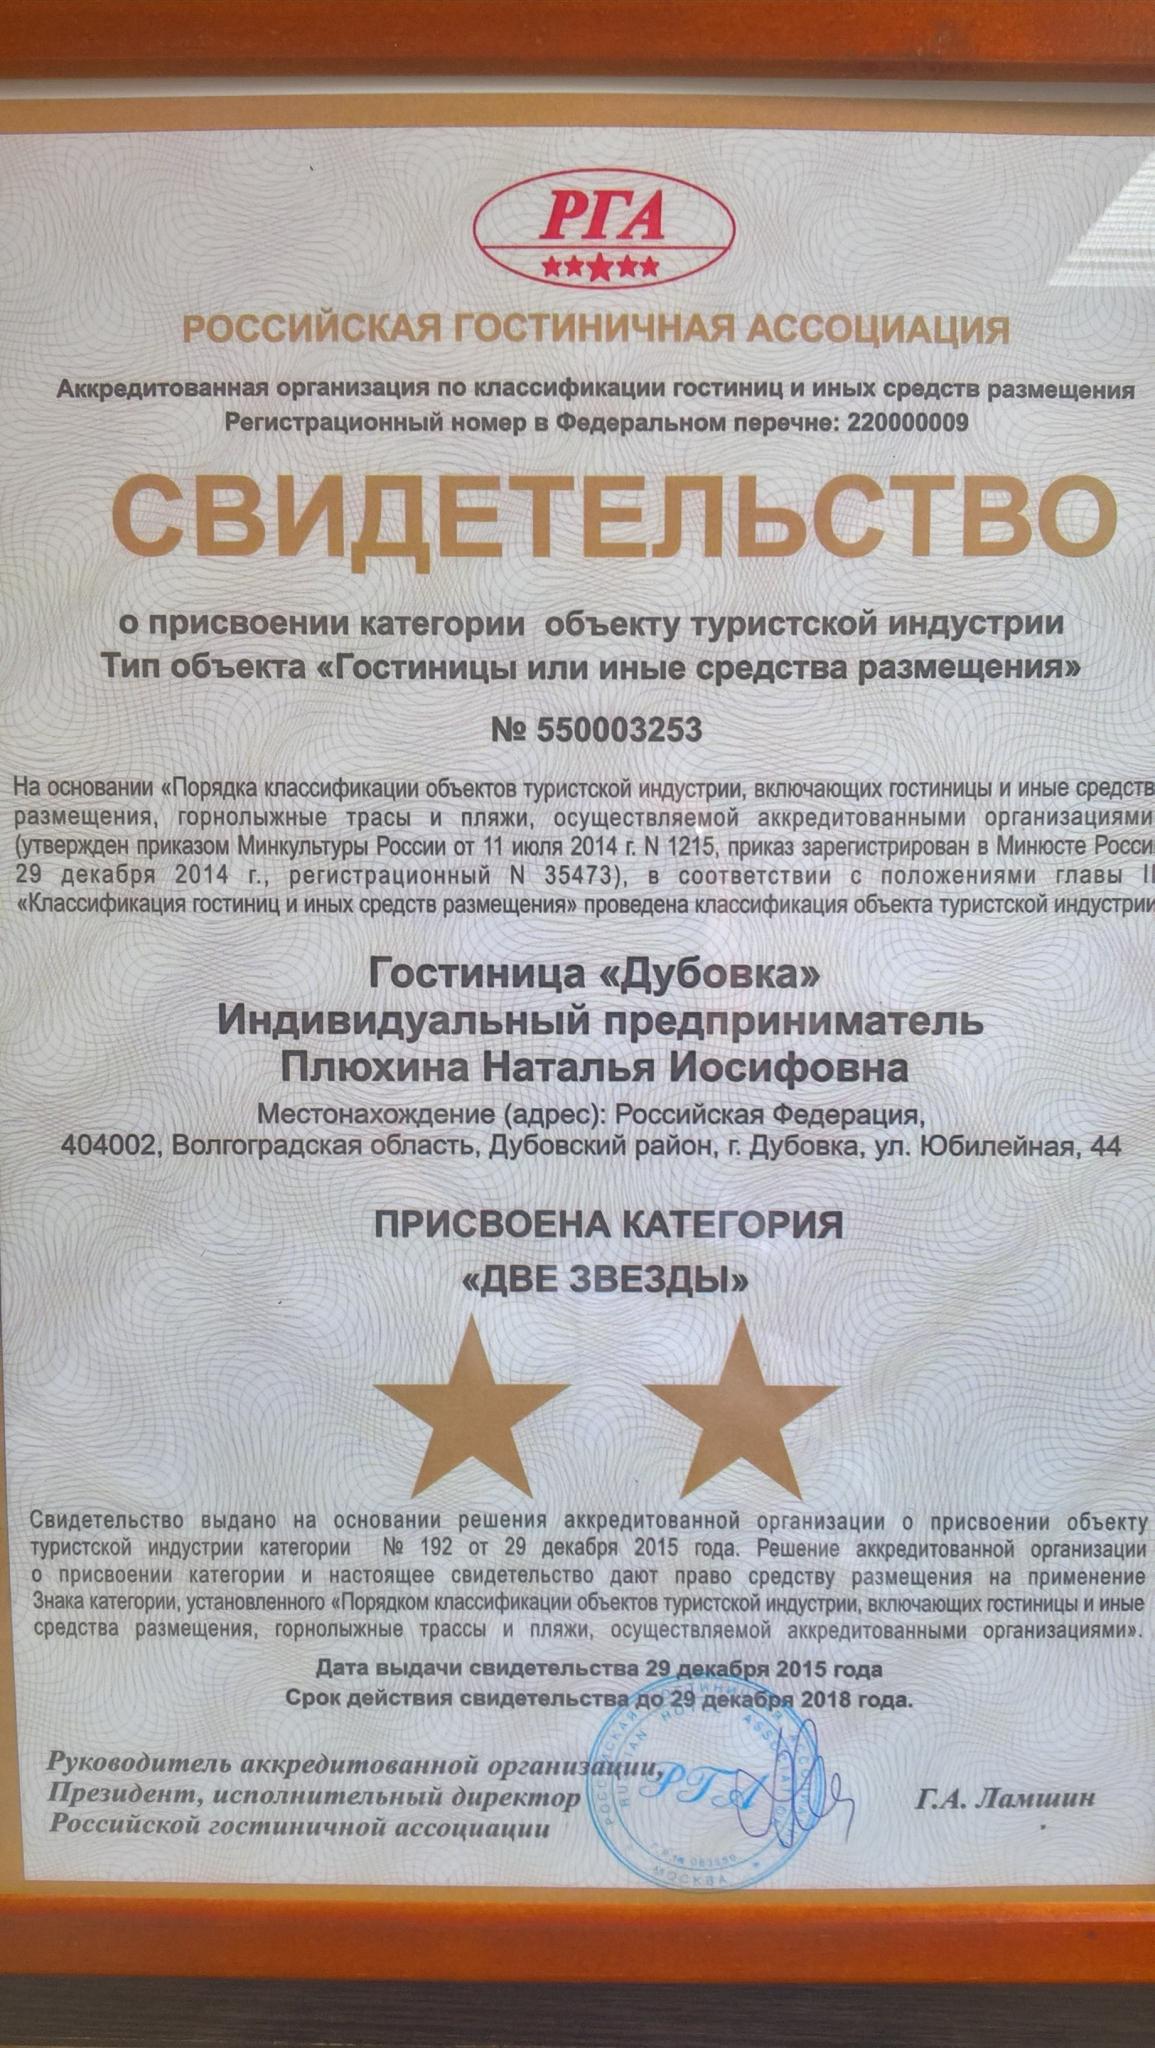 РГА
РОССИЙСКАЯ ГОСТИНИЧНАЯ АССОЦИАЦИЯ
Аккредитованная организация по классификации гостиниц и иных средств размещения
Регистрационный номер в Федеральном перечне: 220000009
СВИДЕТЕЛЬСТВО
о присвоении категории объекту туристской индустрии
Тип объекта «Гостиницы или иные средства размещения»
№ 550003253
На основании «Порядка классификации объектов туристской индустрии, включающих гостиницы и иные средств
размещения, горнолыжные трасы и пляжи, осуществляемой аккредитованными организациями
(утвержден приказом Минкультуры России от 11 июля 2014 г. N 1215, приказ зарегистрирован в Минюсте Росси
29 декабря 2014 г., регистрационный N 35473), в соответствии с положениями главы II
«Классификация гостиниц и иных средств размещения» проведена классификация объекта туристской индустрии
Гостиница «Дубовка»
Индивидуальный предприниматель
Плюхина Наталья Иосифовна
Местонахождение (адрес): Российская Федерация,
404002, Волгоградская область, Дубовский район, г. Дубовка, ул. Юбилейная, 44
ПРИСВОЕНА КАТЕГОРИЯ
«ДВЕ ЗВЕЗДЫ»
Свидетельство выдано на основании решения аккредитованной организации о присвоении объекту
туристской индустрии категории № 192 от 29 декабря 2015 года. Решение аккредитованной организации
о присвоении категории и настоящее свидетельство дают право средству размещения на применение
Знака категории, установленного «Порядком классификации объектов туристской индустрии, включающих гостиницы и иные
средства размещения, горнолыжные трассы и пляжи, осуществляемой аккредитованными организациями».
Дата выдачи свидетельства 29 декабря 2015 года
Срок действия свидетельства до 29 декабря 2018 года.
Руководитель аккредитованной организации,
Президент, исполнительный директор
Российской гостиничной ассоциации
Г.А. Ламшин
РОССИЙСКАЯ ГОСТИНИЧНАЯ АССОЦИАЦИЯ
RUSSIAN HOTEL ASSOCIATION
РГА
МОСКВА